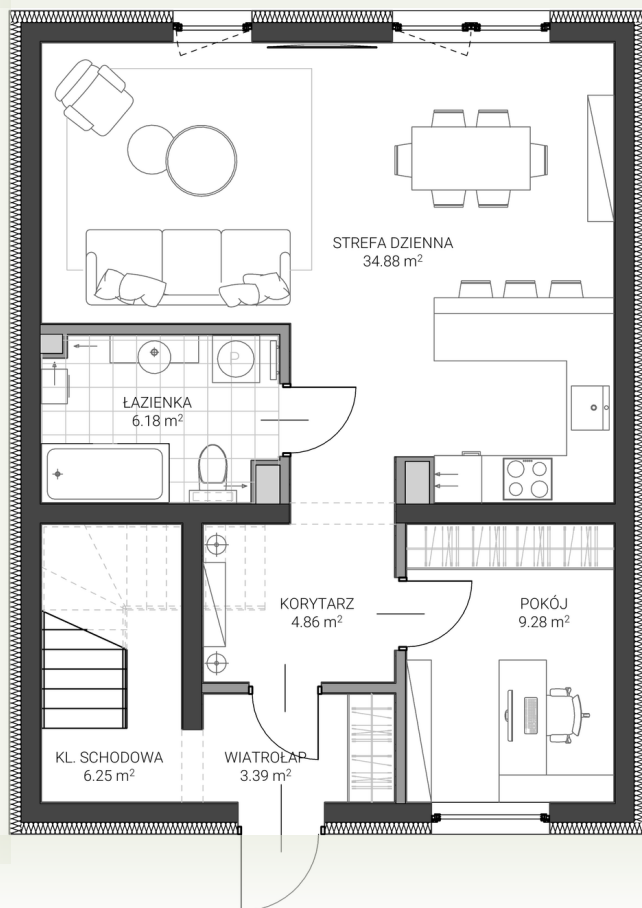 STREFA DZIENNA
34.88 m²
ŁAZIENKA
6.18 m²
P
KORYTARZ
4.86 m²
POKÓJ
9.28 m²
KL. SCHODOWA
6.25 m²
WIATROŁAP
3.39 m²